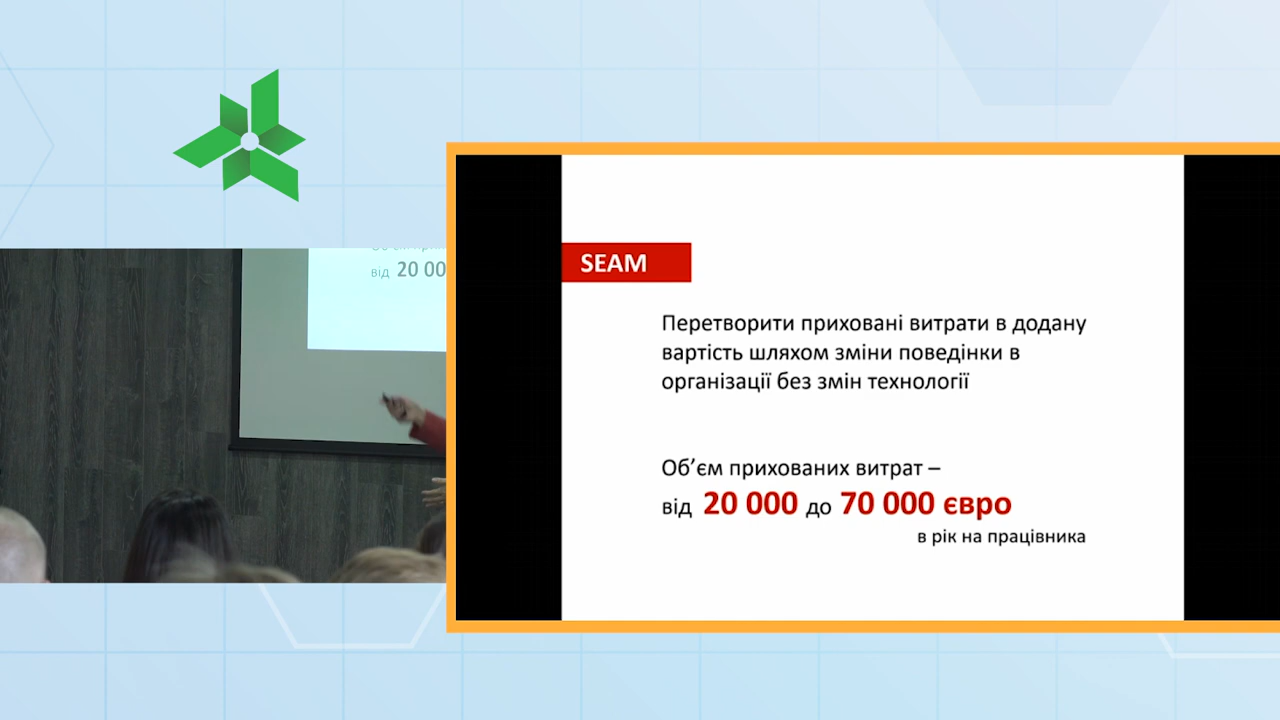 від 20 00
SEAM
Перетворити приховані витрати в додану
вартість шляхом зміни поведінки в
організації без змін технології
Об’єм прихованих витрат –
від 20 000 до 70 000 євро
в рік на працівника